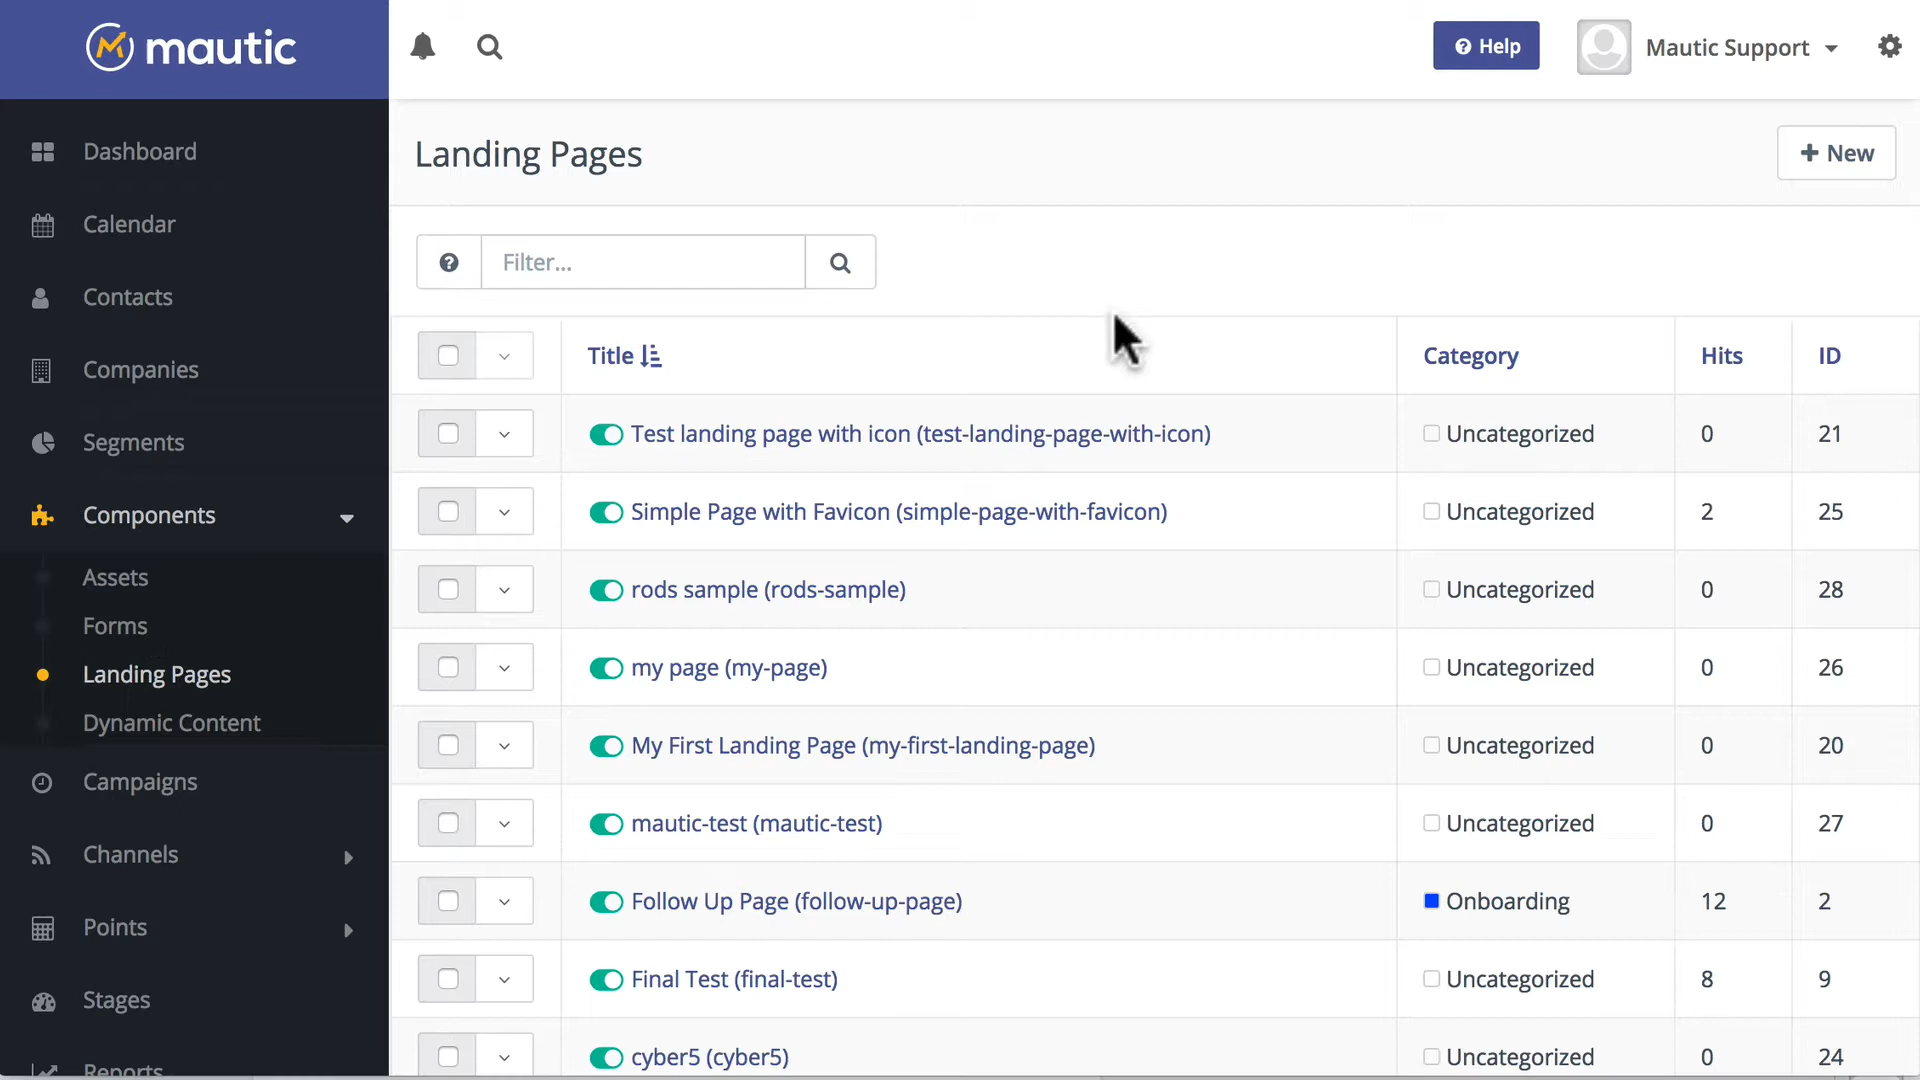 mautic
Help
Mautic Support
Dashboard
Calendar
Contacts
Companies
Segments
Components
Assets
Forms
Landing Pages
Dynamic Content
Campaigns
Channels
Points
Stages
Reports
Landing Pages
+ New
Filter...
Title Category Hits ID
Test landing page with icon (test-landing-page-with-icon) Uncategorized 0 21
Simple Page with Favicon (simple-page-with-favicon) Uncategorized 2 25
rods sample (rods-sample) Uncategorized 0 28
my page (my-page) Uncategorized 0 26
My First Landing Page (my-first-landing-page) Uncategorized 0 20
mautic-test (mautic-test) Uncategorized 0 27
Follow Up Page (follow-up-page) Onboarding 12 2
Final Test (final-test) Uncategorized 8 9
cyber5 (cyber5) Uncategorized 0 24